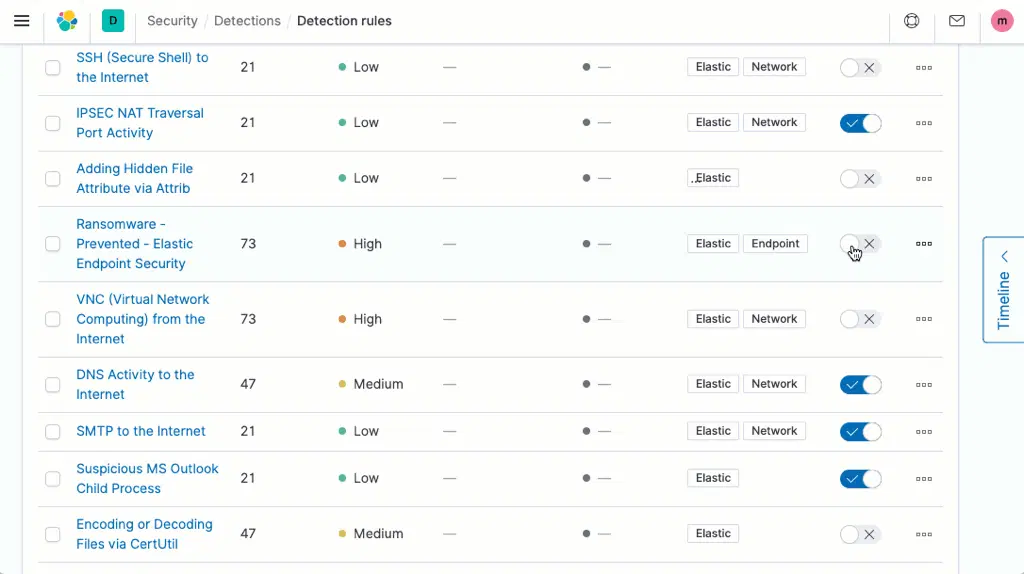 D Security / Detections / Detection rules m
SSH (Secure Shell) to
the Internet
21 Low — — Elastic Network
IPSEC NAT Traversal
Port Activity
21 Low — — Elastic Network
Adding Hidden File
Attribute via Attrib
21 Low — — Elastic
Ransomware -
Prevented - Elastic
Endpoint Security
73 High — — Elastic Endpoint
VNC (Virtual Network
Computing) from the
Internet
73 High — — Elastic Network
DNS Activity to the
Internet
47 Medium — — Elastic Network
SMTP to the Internet 21 Low — — Elastic Network
Suspicious MS Outlook
Child Process
21 Low — — Elastic
Encoding or Decoding
Files via CertUtil
47 Medium — — Elastic
Timeline